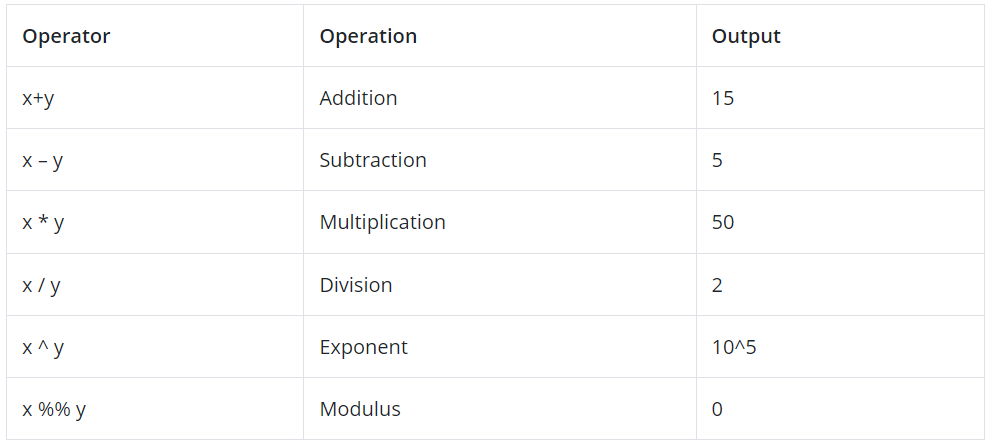 Operator Operation Output
x+y Addition 15
x – y Subtraction 5
x * y Multiplication 50
x / y Division 2
x ^ y Exponent 10^5
x %% y Modulus 0